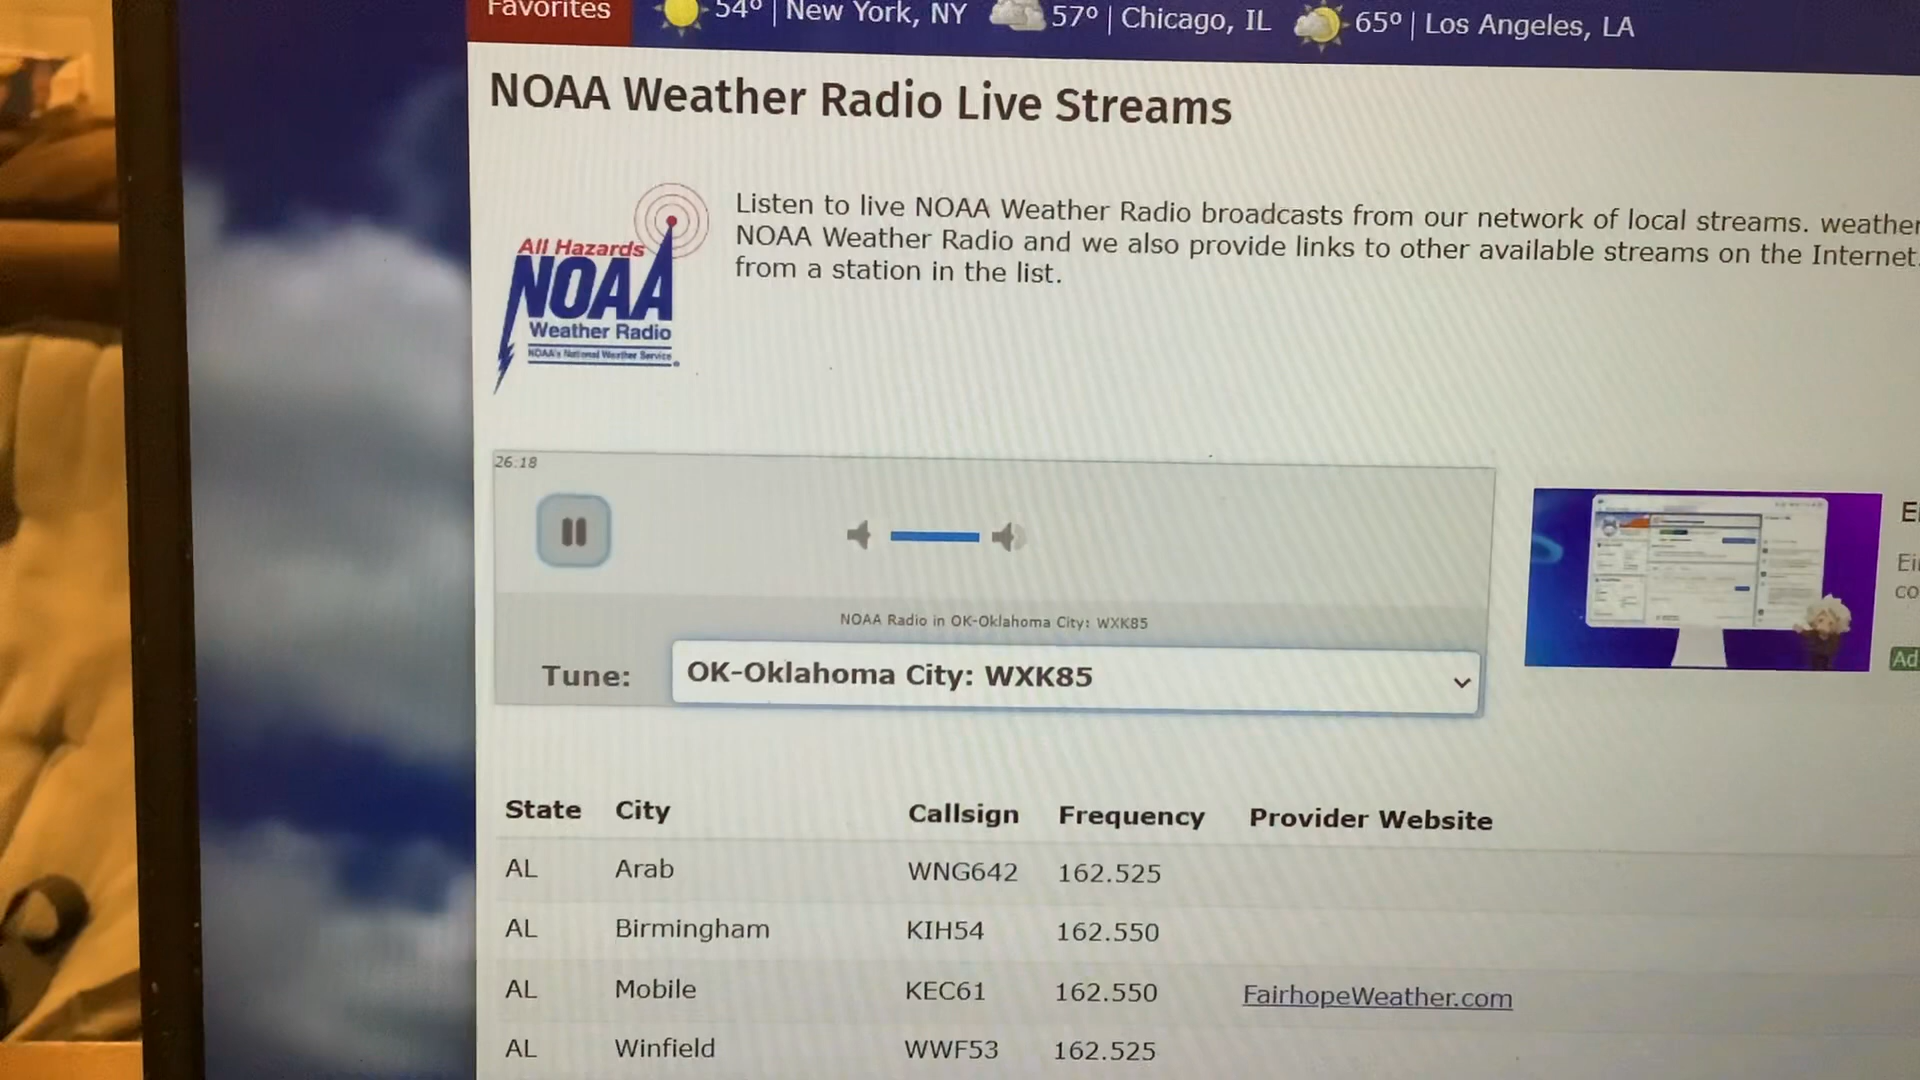 Favorites
54° | New York, NY
57° | Chicago, IL
65° | Los Angeles, LA
NOAA Weather Radio Live Streams
All Hazards
NOAA
Weather Radio
NOAA's National Weather Service
Listen to live NOAA Weather Radio broadcasts from our network of local streams. weather
NOAA Weather Radio and we also provide links to other available streams on the Internet.
from a station in the list.
26:18
NOAA Radio in OK-Oklahoma City: WXK85
Tune: OK-Oklahoma City: WXK85
Ad
State City Callsign Frequency Provider Website
AL Arab WNG642 162.525
AL Birmingham KIH54 162.550
AL Mobile KEC61 162.550 FairhopeWeather.com
AL Winfield WWF53 162.525